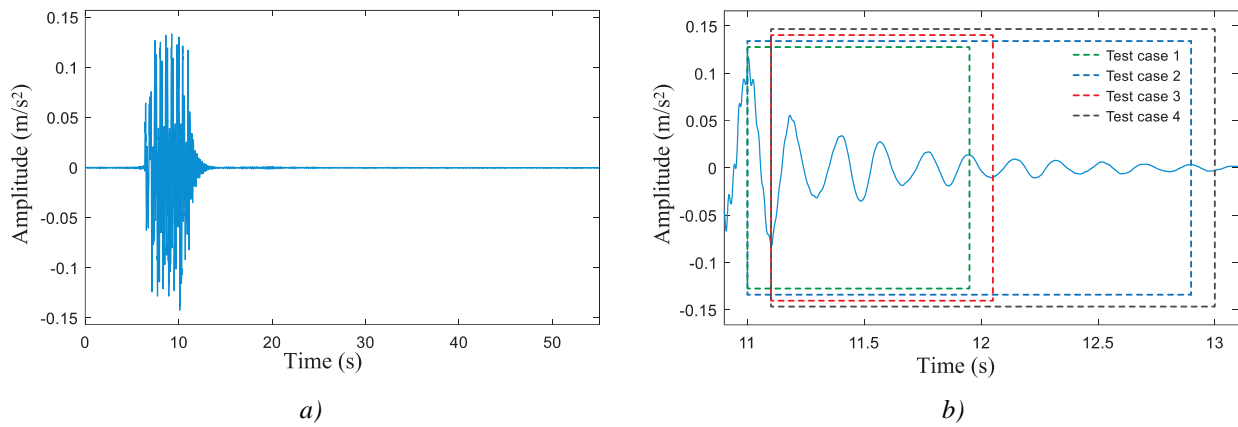 0.15
0.1
0.05
0
-0.05
-0.1
-0.15
Amplitude (m/s²)
0 10 20 30 40 50
Time (s)
a)
0.15
0.1
0.05
0
-0.05
-0.1
-0.15
Amplitude (m/s²)
Test case 1
Test case 2
Test case 3
Test case 4
11 11.5 12 12.5 13
Time (s)
b)